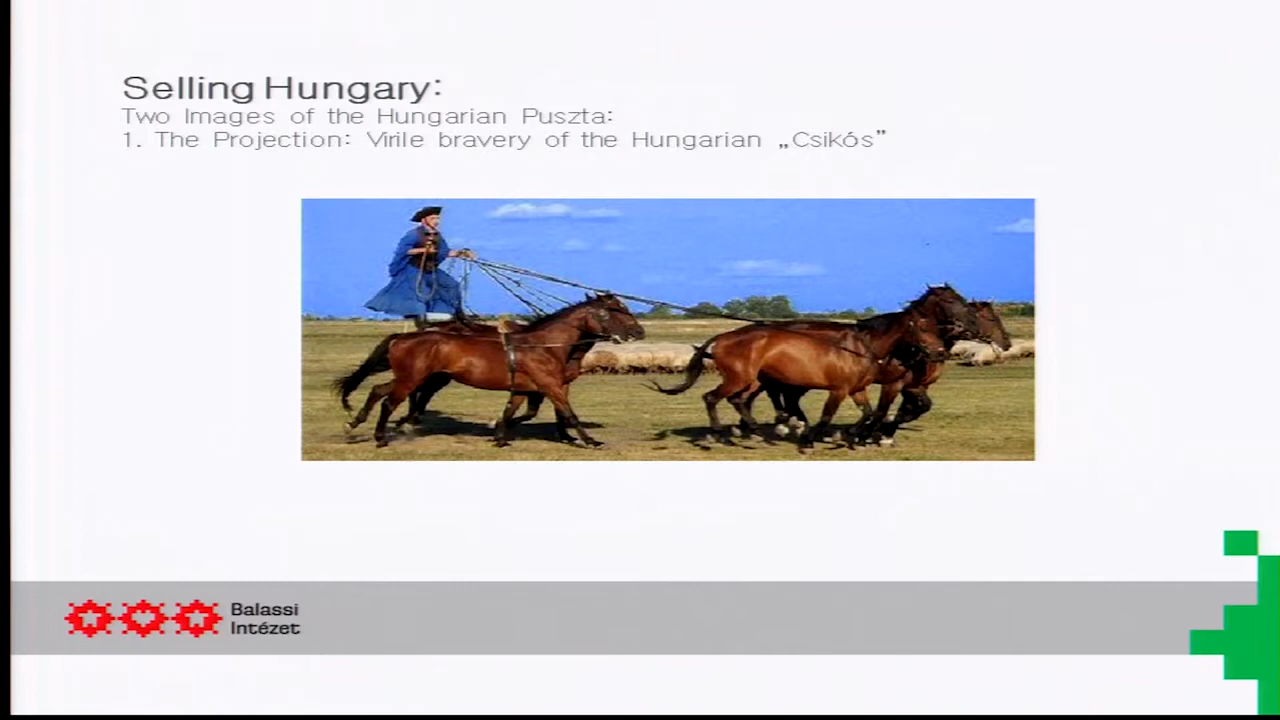 Selling Hungary:
Two Images of the Hungarian Puszta:
1. The Projection: Virile bravery of the Hungarian „Csikós”
Balassi
Intézet